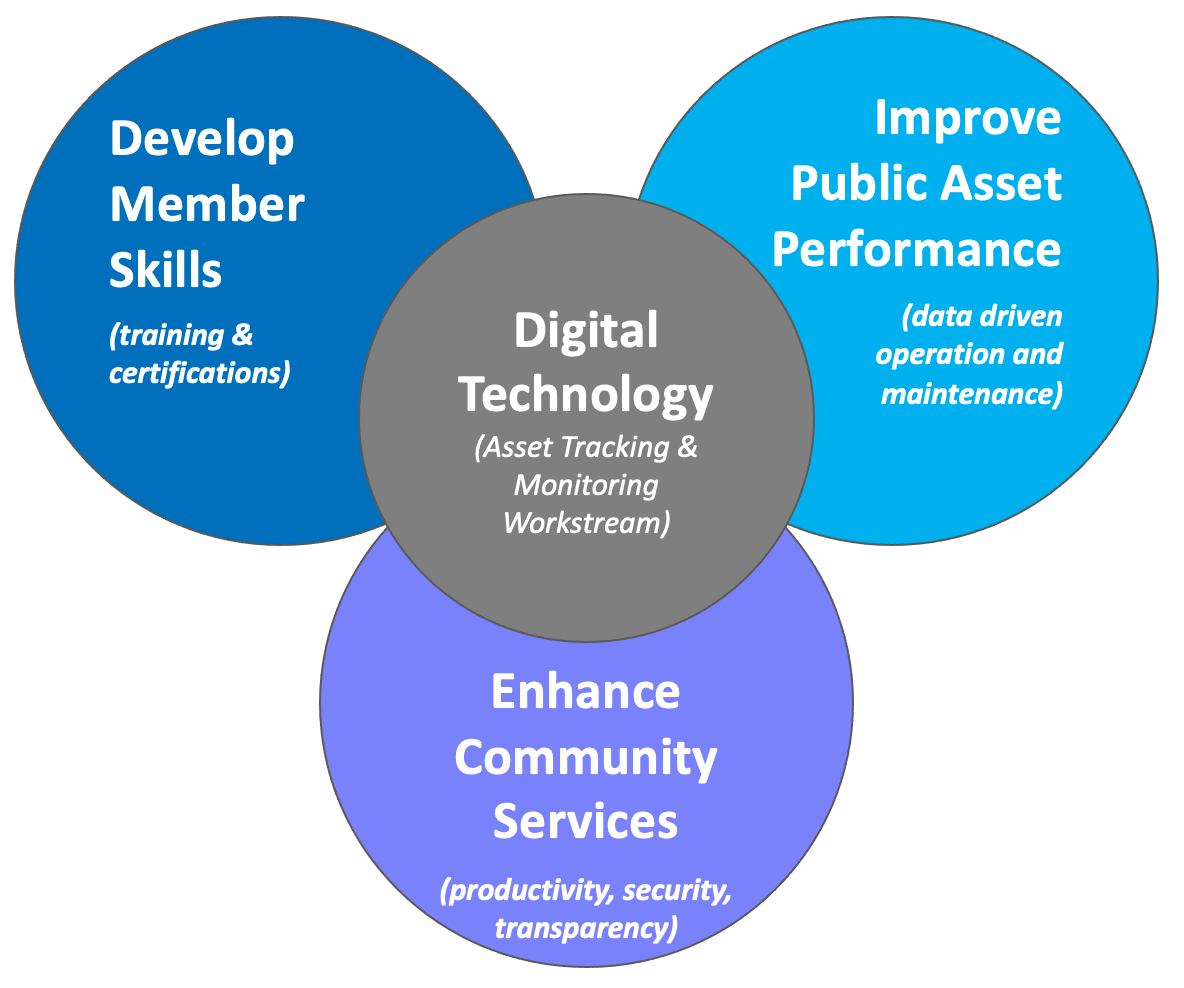 Develop
Member
Skills
(training &
certifications)
Improve
Public Asset
Performance
(data driven
operation and
maintenance)
Digital
Technology
(Asset Tracking &
Monitoring
Workstream)
Enhance
Community
Services
(productivity, security,
transparency)